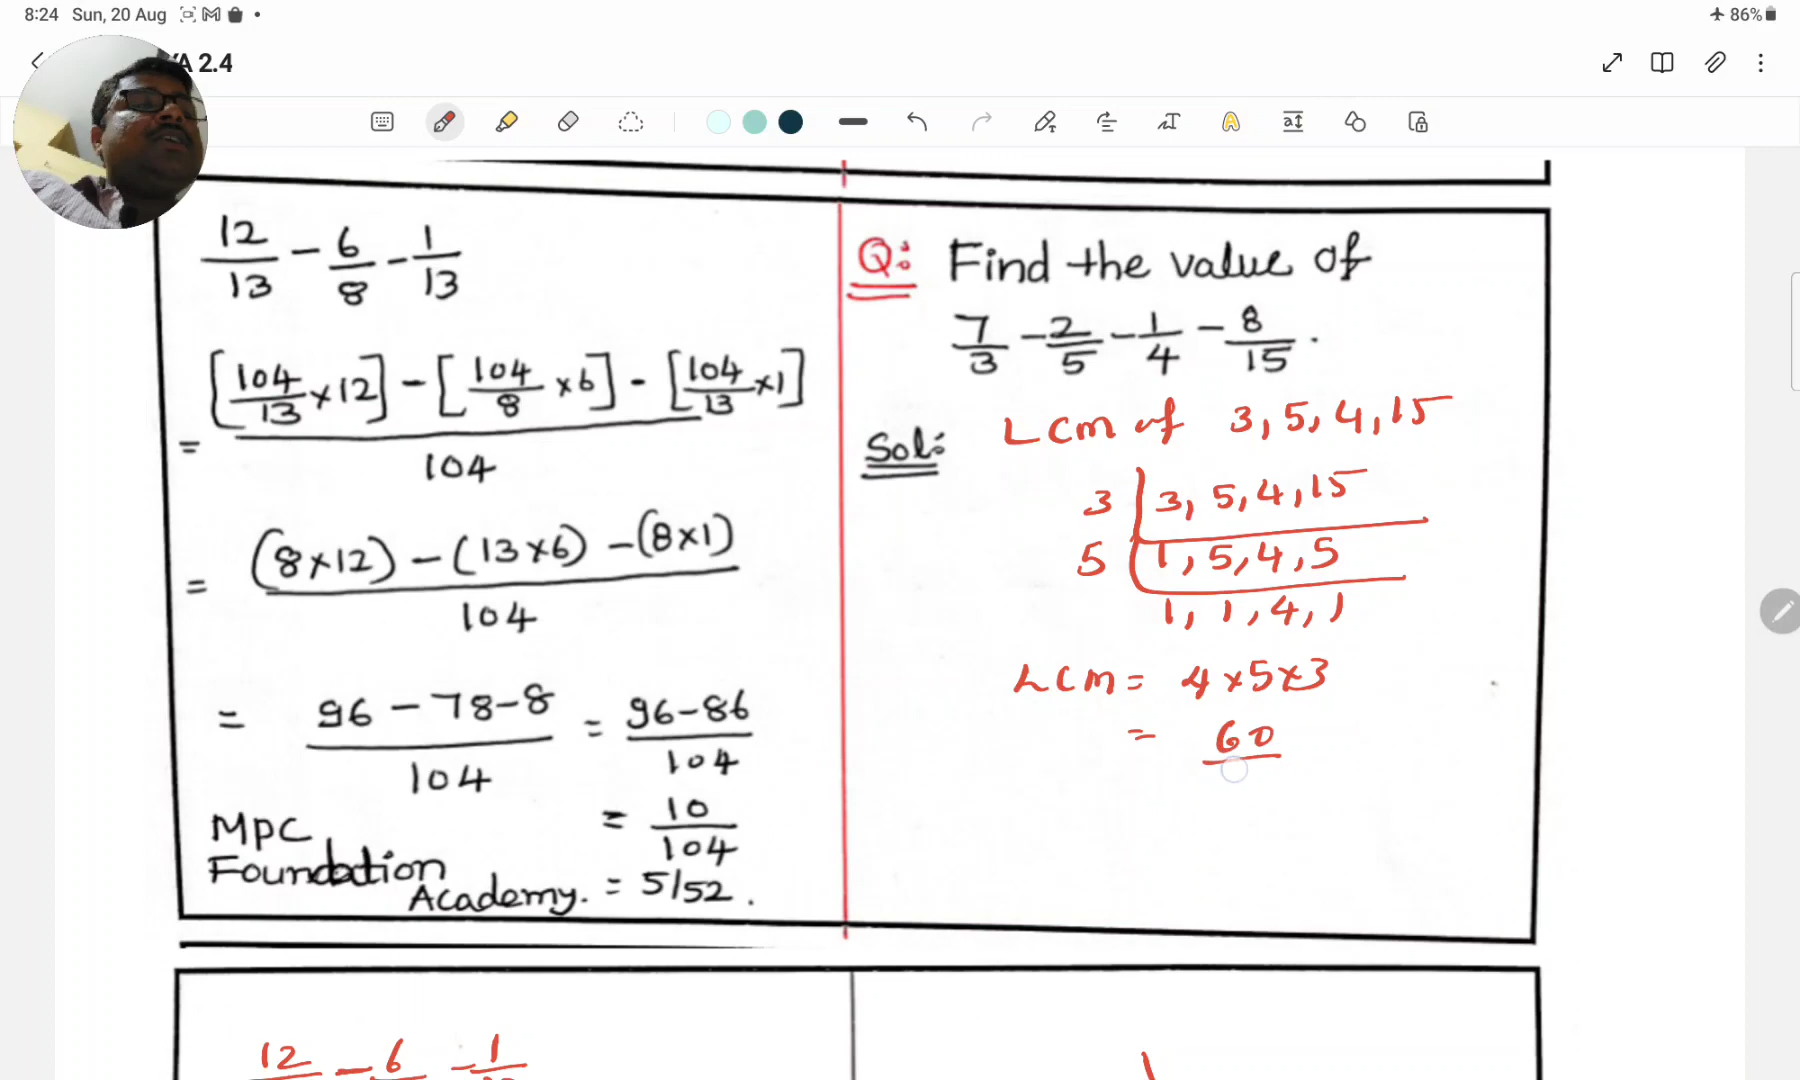 8:24 Sun, 20 Aug
86%
A 2.4
12/13 - 6/8 - 1/13
= [104/13 × 12] - [104/8 × 6] - [104/13 × 1] / 104
= (8×12) - (13×6) - (8×1) / 104
= 96 - 78 - 8 / 104 = 96 - 86 / 104
= 10/104
= 5/52.
MPC
Foundation
Academy.
Q: Find the value of
7/3 - 2/5 - 1/4 - 8/15.
Sol: LCM of 3, 5, 4, 15
3 | 3, 5, 4, 15
5 | 1, 5, 4, 5
1, 1, 4, 1
LCM = 4×5×3
= 60
12 - 6 - 1